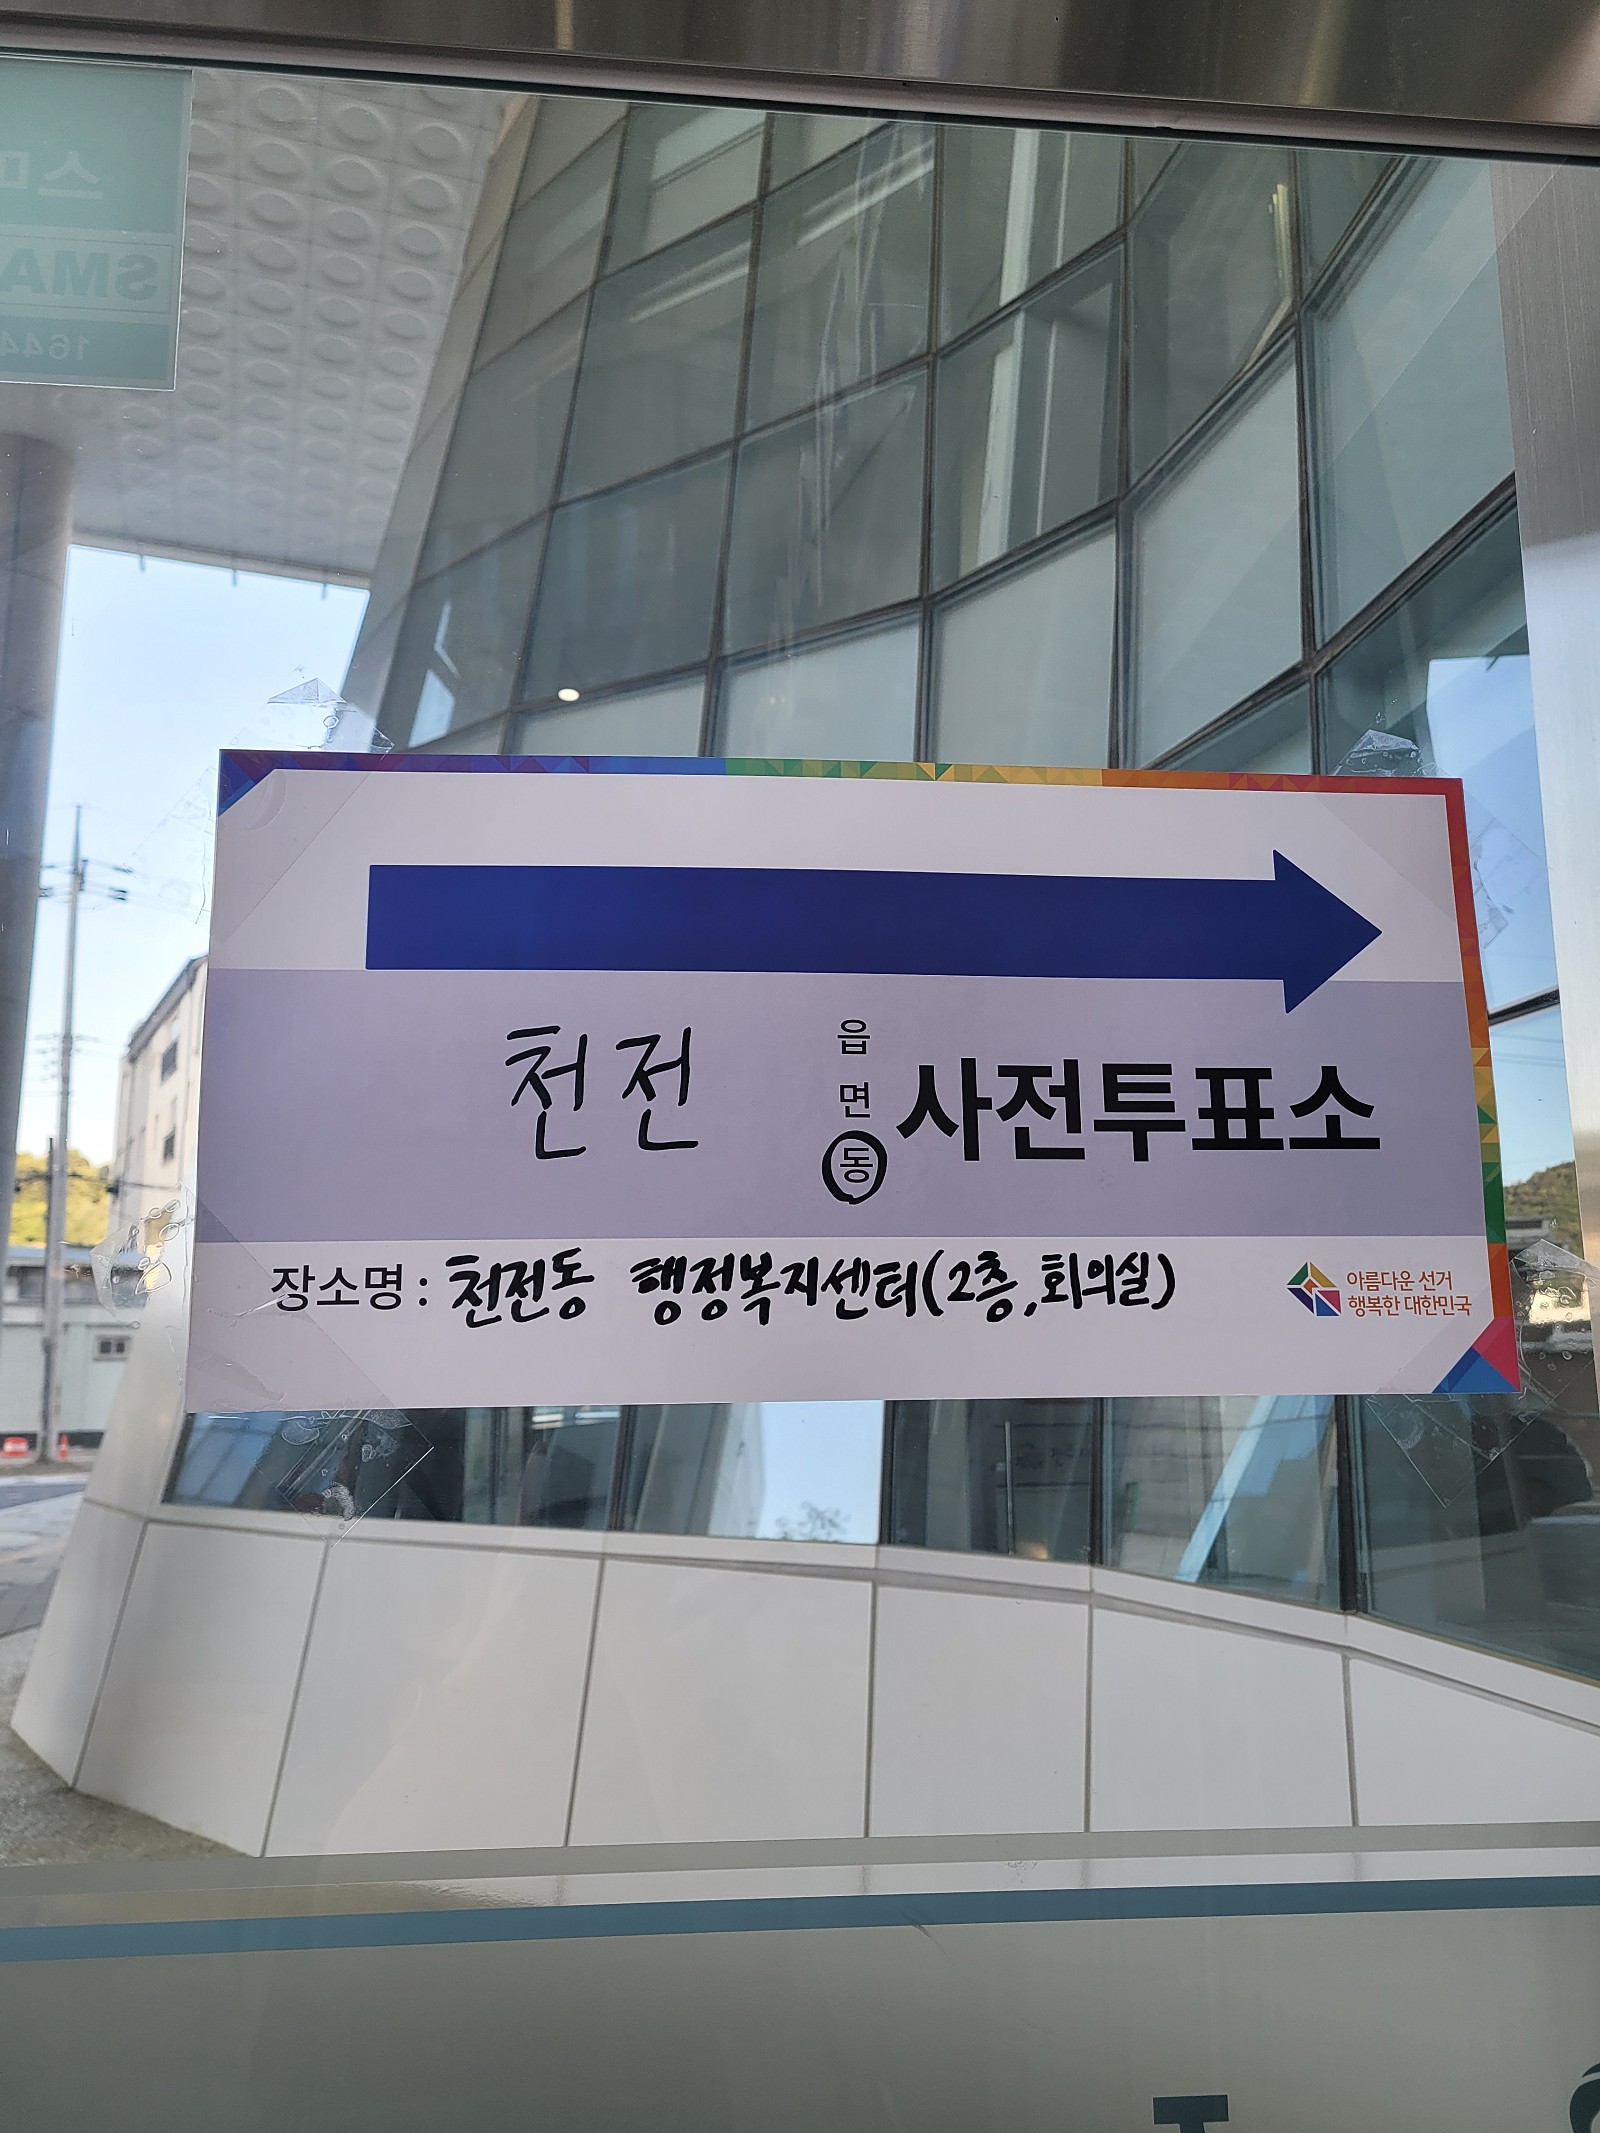 천전 읍 면 동 사전투표소
장소명 : 천전동 행정복지센터(2층, 회의실)
아름다운 선거
행복한 대한민국
SMA
1644